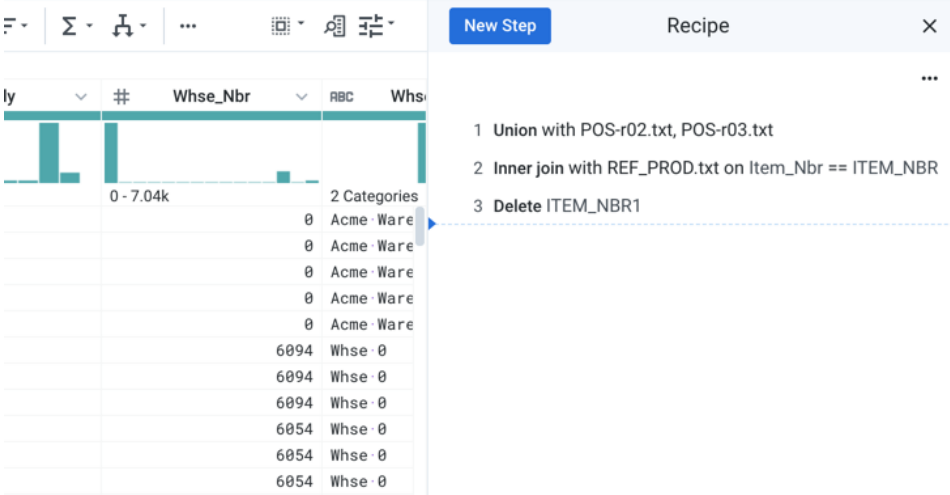 New Step
Recipe
ly
#
Whse_Nbr
ABC
Whs
0 - 7.04k
2 Categories
0 Acme·Ware
0 Acme·Ware
0 Acme·Ware
0 Acme·Ware
0 Acme·Ware
6094 Whse·0
6094 Whse·0
6094 Whse·0
6054 Whse·0
6054 Whse·0
6054 Whse·0
1 Union with POS-r02.txt, POS-r03.txt
2 Inner join with REF_PROD.txt on Item_Nbr == ITEM_NBR
3 Delete ITEM_NBR1